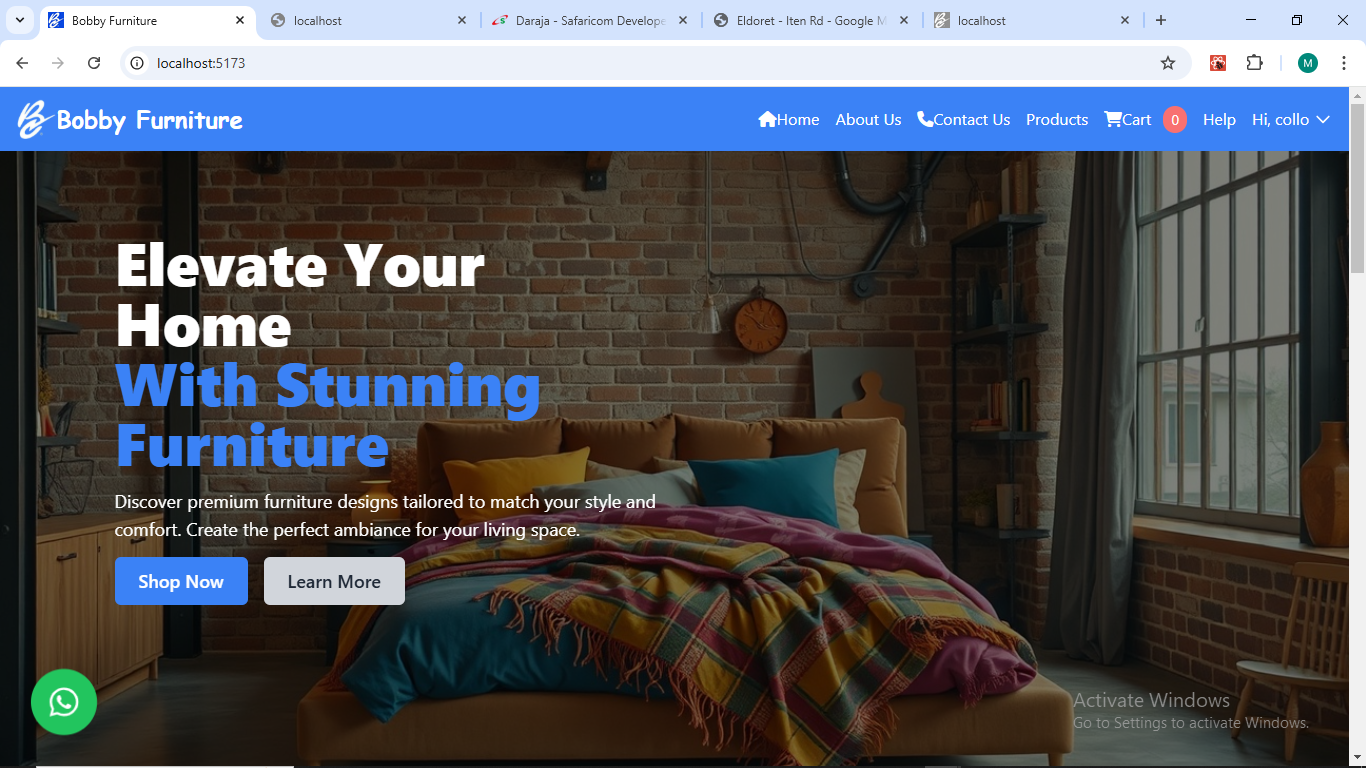 Bobby Furniture
localhost
Daraja - Safaricom Develope
Eldoret - Iten Rd - Google M
localhost
localhost:5173
M
Bobby Furniture
Home
About Us
Contact Us
Products
Cart 0
Help
Hi, collo
Elevate Your
Home
With Stunning
Furniture
Discover premium furniture designs tailored to match your style and
comfort. Create the perfect ambiance for your living space.
Shop Now
Learn More
Activate Windows
Go to Settings to activate Windows.